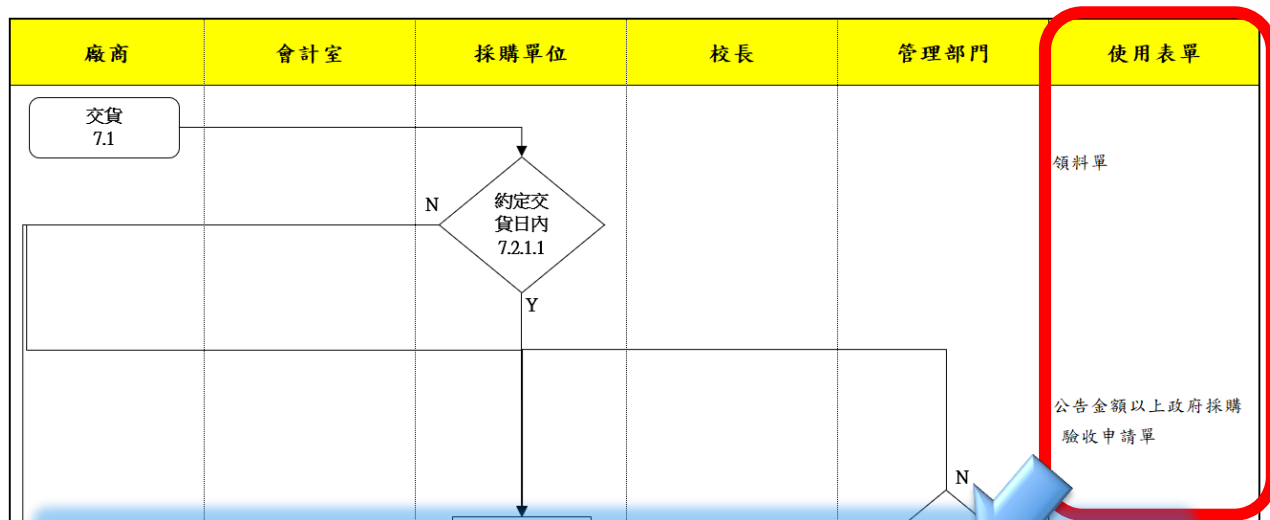 廠商
會計室
採購單位
校長
管理部門
使用表單
交貨
7.1
領料單
N
約定交
貨日內
7.2.1.1
Y
公告金額以上政府採購
驗收申請單
N